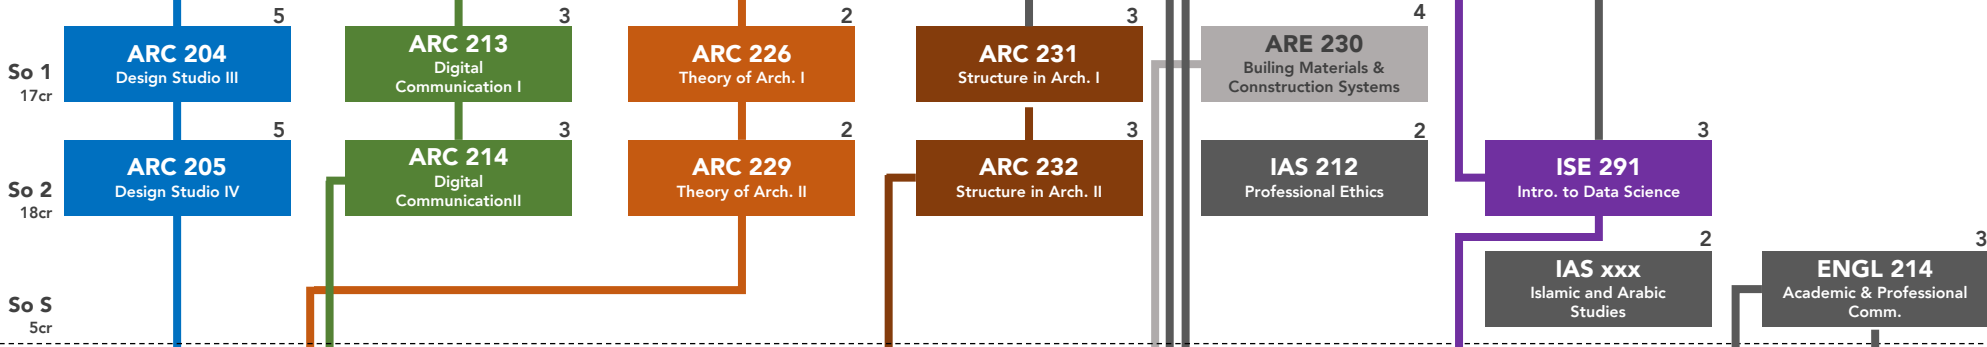 5
3
2
3
4
So 1
17cr
ARC 204
Design Studio III
ARC 213
Digital
Communication I
ARC 226
Theory of Arch. I
ARC 231
Structure in Arch. I
ARE 230
Builing Materials &
Connstruction Systems
5
3
2
3
2
3
So 2
18cr
ARC 205
Design Studio IV
ARC 214
Digital
CommunicationII
ARC 229
Theory of Arch. II
ARC 232
Structure in Arch. II
IAS 212
Professional Ethics
ISE 291
Intro. to Data Science
2
3
So S
5cr
IAS xxx
Islamic and Arabic
Studies
ENGL 214
Academic & Professional
Comm.